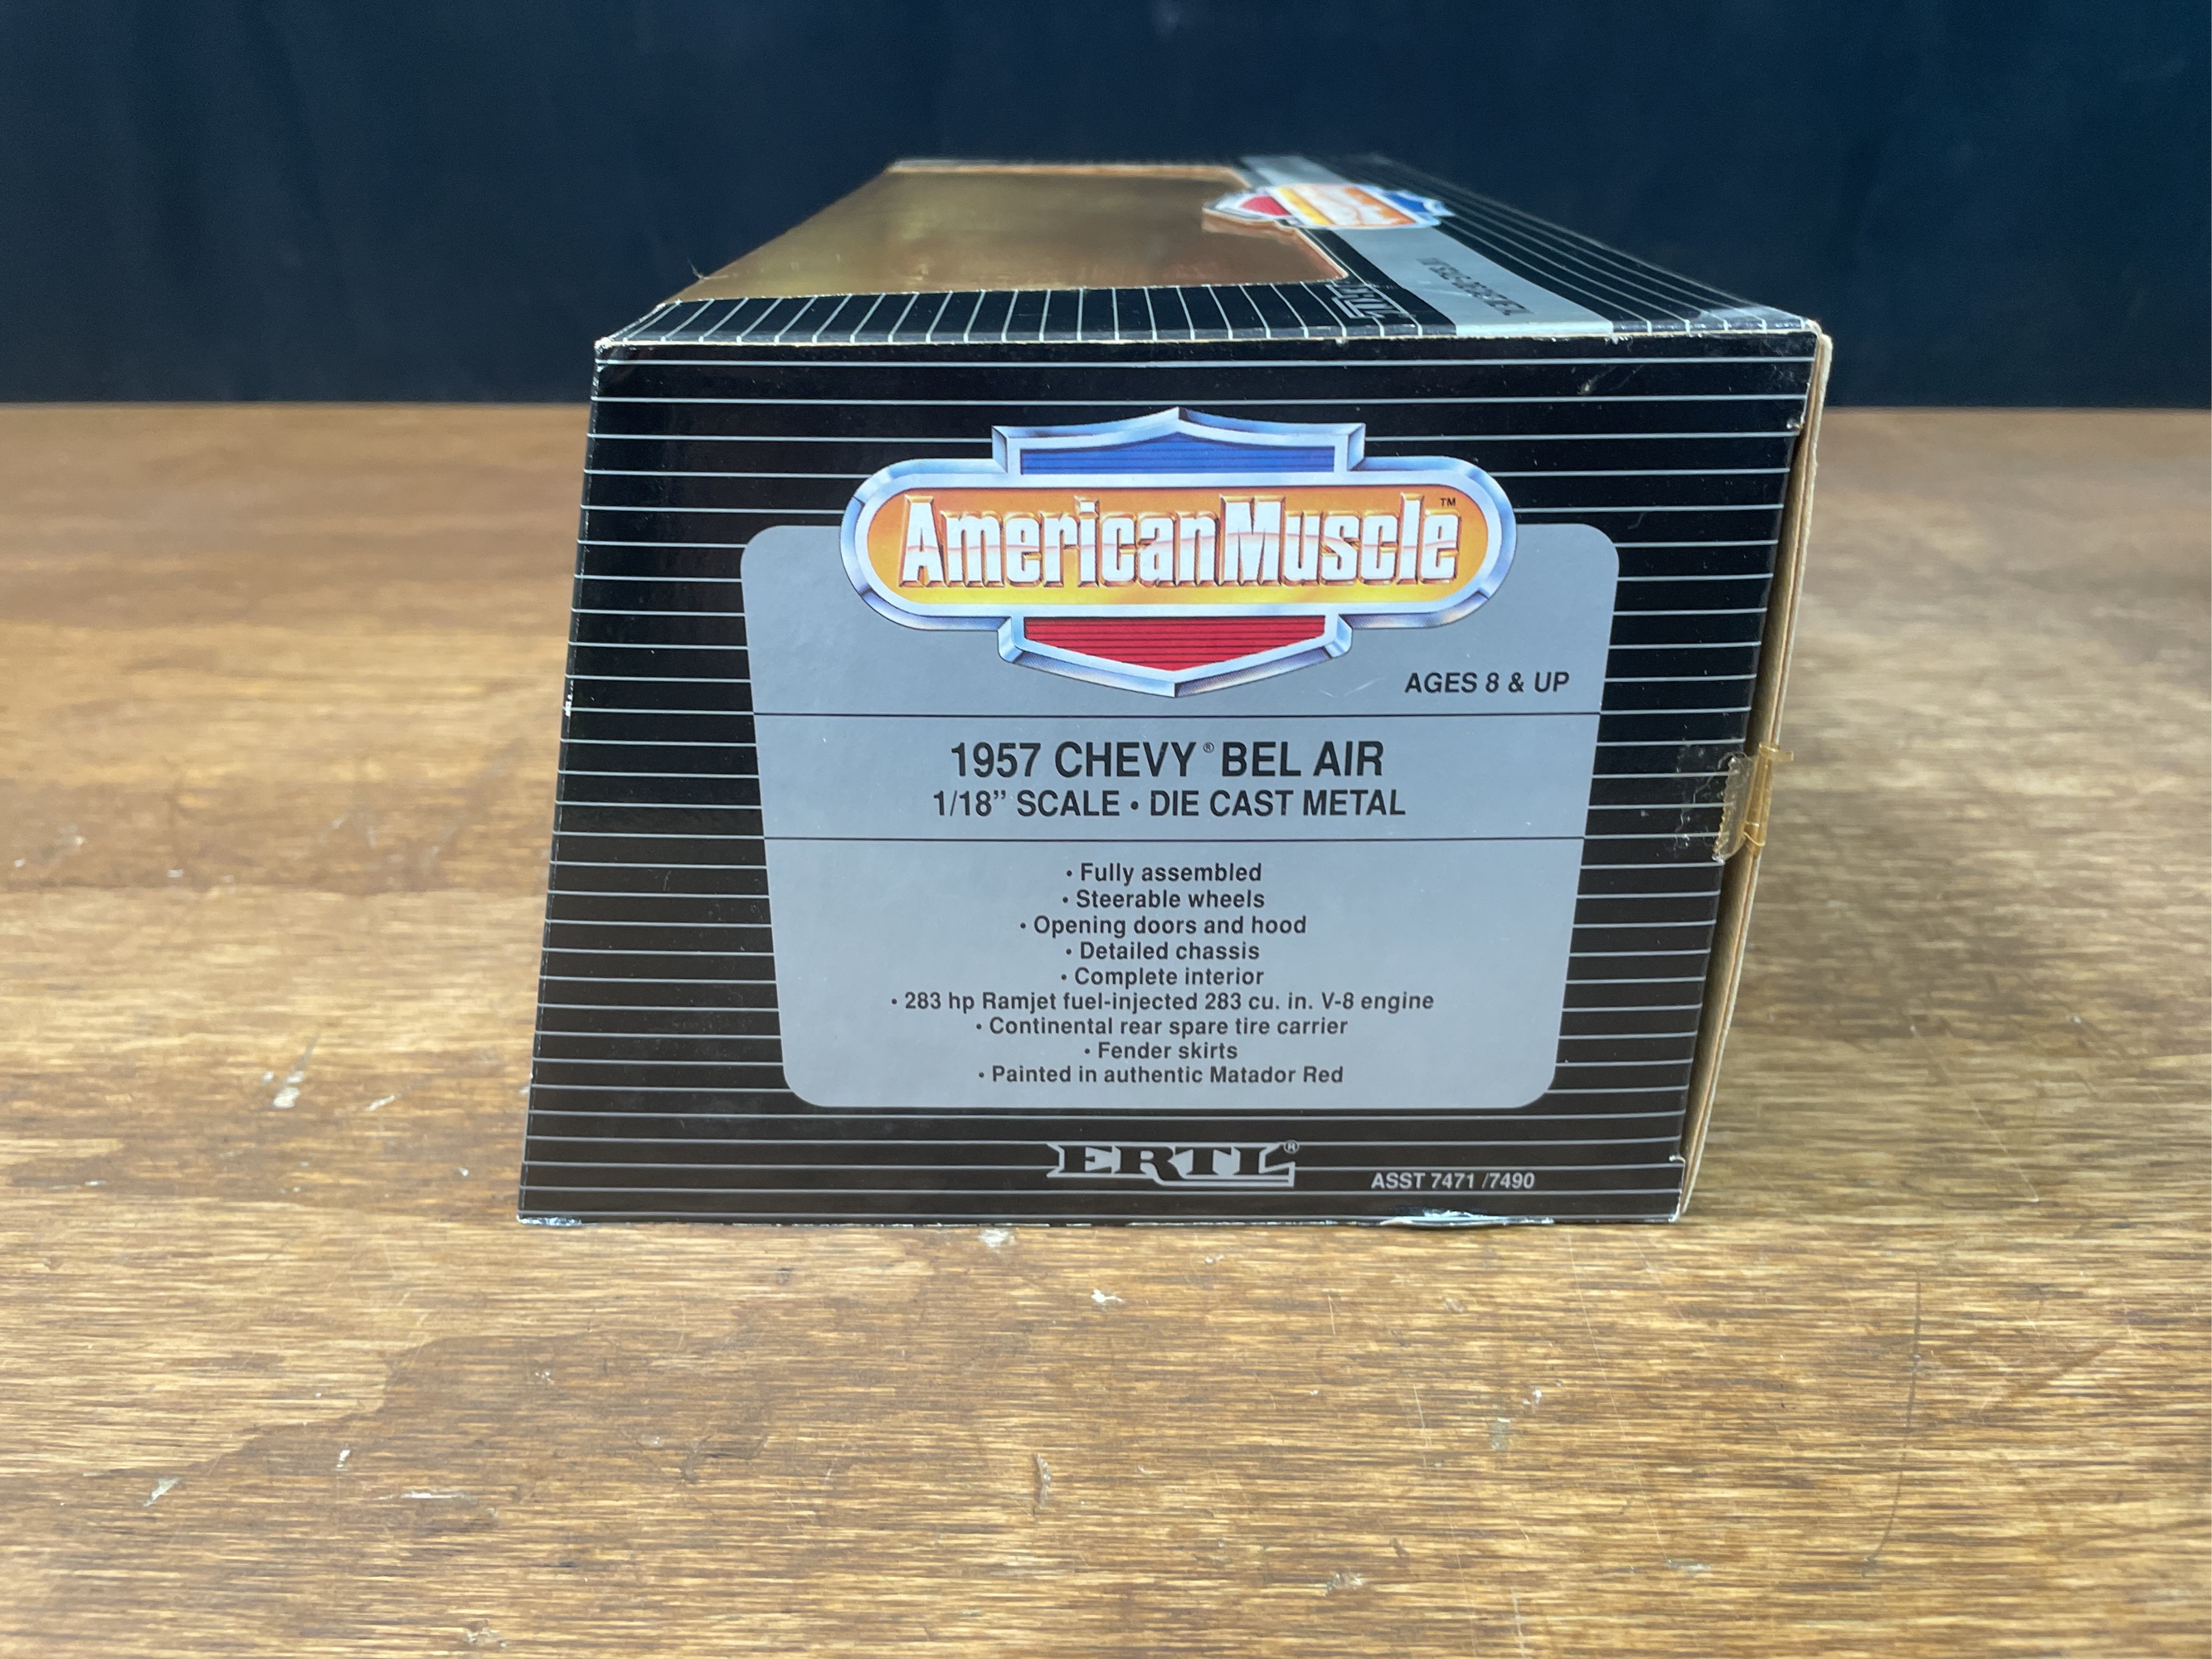 American Muscle™
AGES 8 & UP
1957 CHEVY® BEL AIR
1/18” SCALE • DIE CAST METAL
• Fully assembled
• Steerable wheels
• Opening doors and hood
• Detailed chassis
• Complete interior
• 283 hp Ramjet fuel-injected 283 cu. in. V-8 engine
• Continental rear spare tire carrier
• Fender skirts
• Painted in authentic Matador Red
ERTL®
ASST 7471 /7490